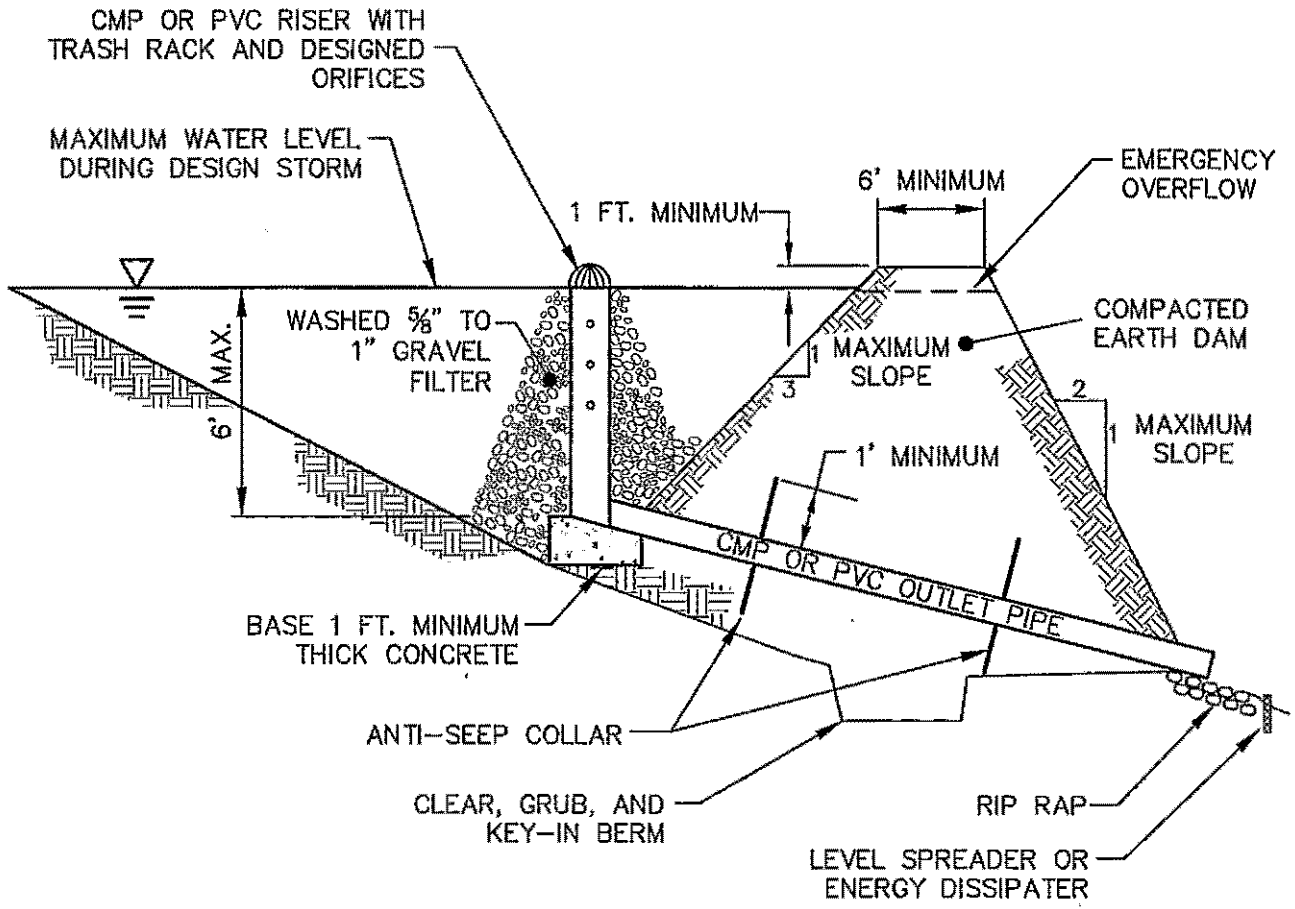 CMP OR PVC RISER WITH
TRASH RACK AND DESIGNED
ORIFICES
MAXIMUM WATER LEVEL
DURING DESIGN STORM
EMERGENCY
OVERFLOW
6' MINIMUM
1 FT. MINIMUM
WASHED 5/8" TO
1" GRAVEL
FILTER
6' MAX.
COMPACTED
EARTH DAM
1
3
MAXIMUM
SLOPE
2
1
MAXIMUM
SLOPE
1' MINIMUM
CMP OR PVC OUTLET PIPE
BASE 1 FT. MINIMUM
THICK CONCRETE
ANTI-SEEP COLLAR
CLEAR, GRUB, AND
KEY-IN BERM
RIP RAP
LEVEL SPREADER OR
ENERGY DISSIPATER